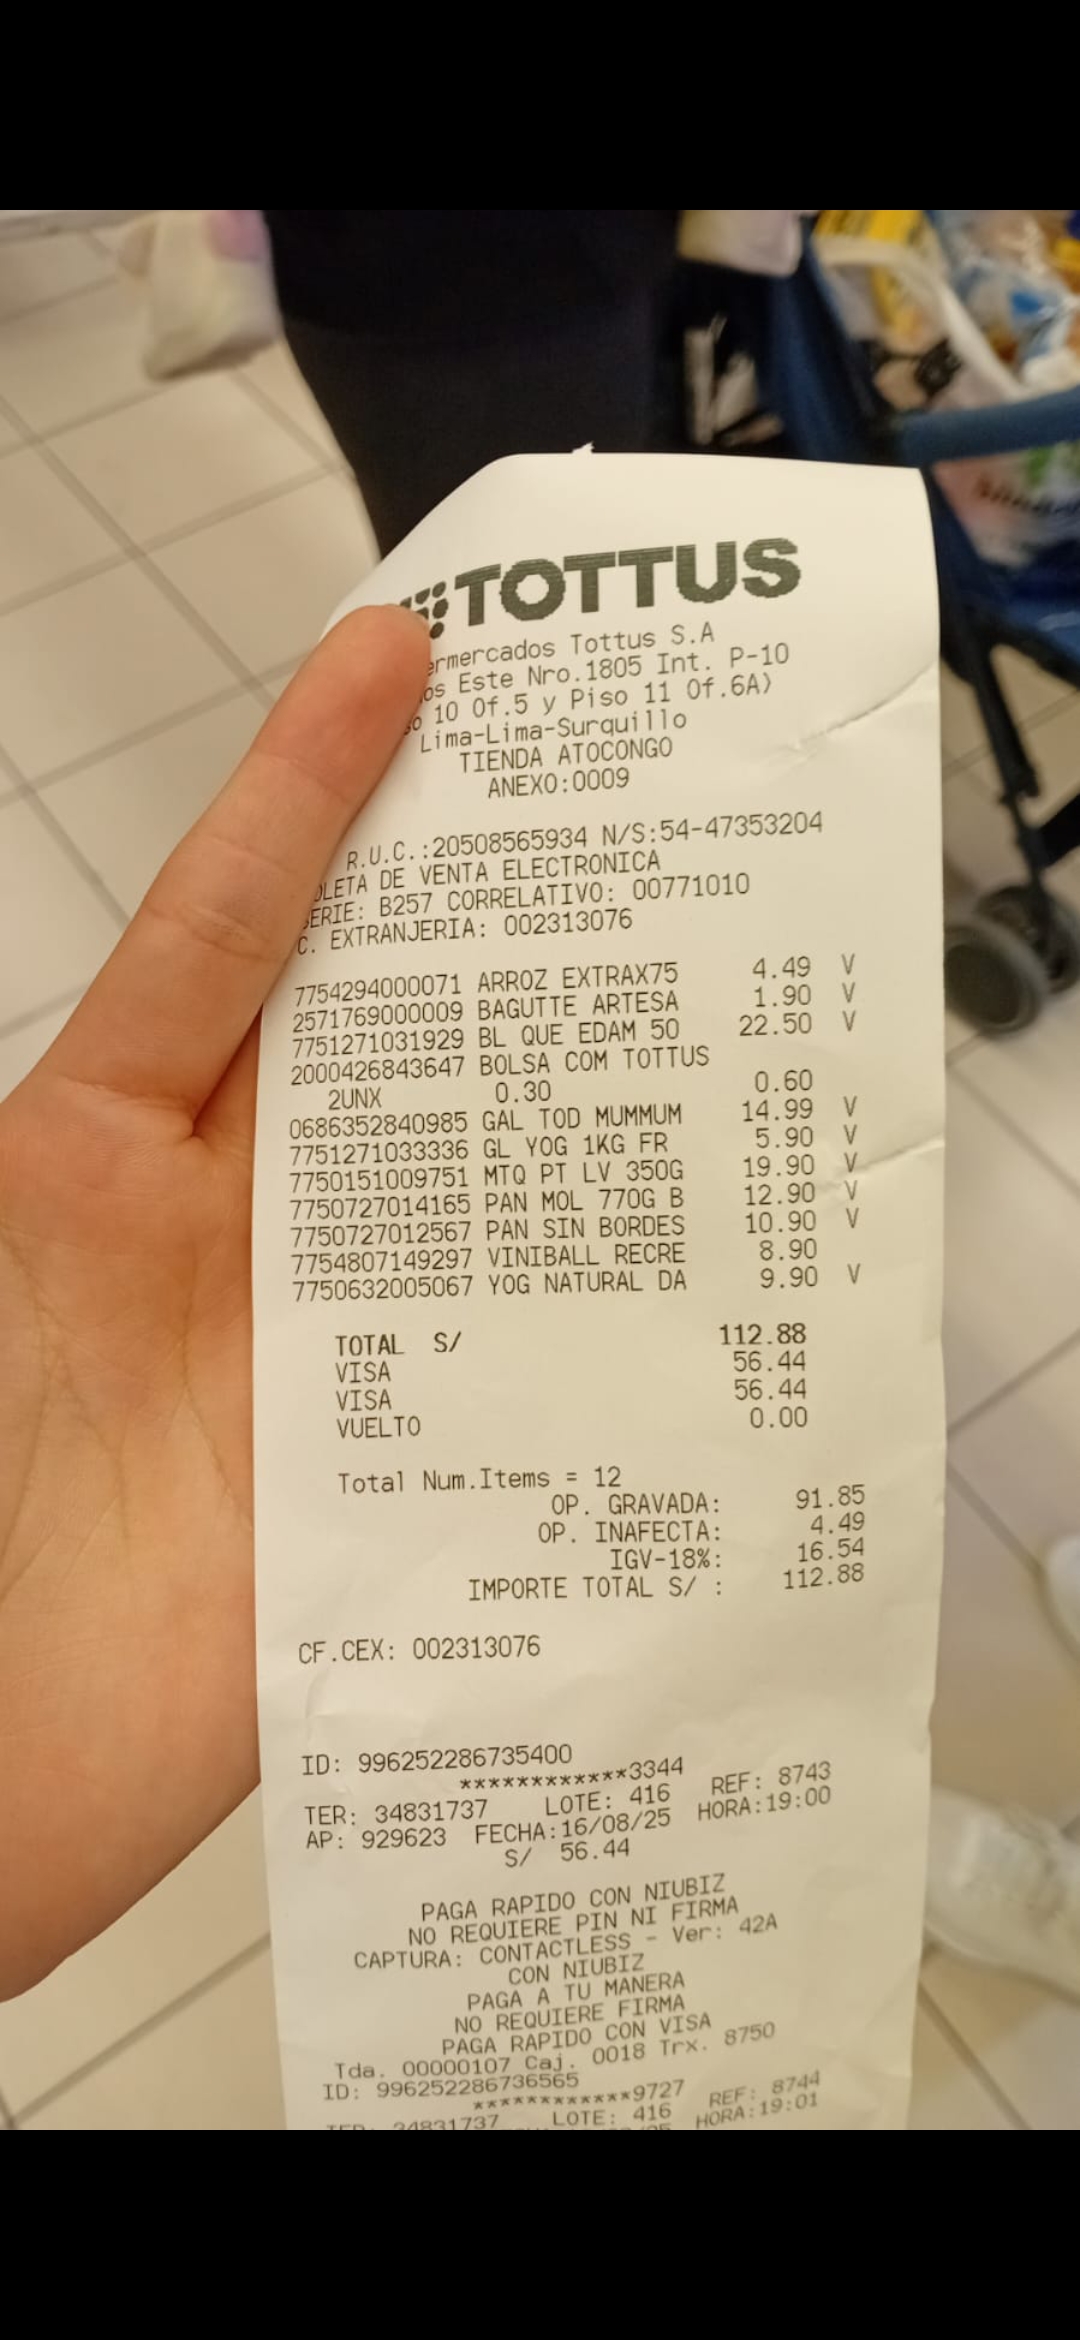 TOTTUS
ermercados Tottus S.A
os Este Nro.1805 Int. P-10
o 10 Of.5 y Piso 11 Of.6A)
Lima-Lima-Surquillo
TIENDA ATOCONGO
ANEXO:0009
R.U.C.:20508565934 N/S:54-47353204
OLETA DE VENTA ELECTRONICA
SERIE: B257 CORRELATIVO: 00771010
C. EXTRANJERIA: 002313076
7754294000071 ARROZ EXTRAX75 4.49 V
2571769000009 BAGUTTE ARTESA 1.90 V
7751271031929 BL QUE EDAM 50 22.50 V
2000426843647 BOLSA COM TOTTUS
2UNX 0.30 0.60
0686352840985 GAL TOD MUMMUM 14.99 V
7751271033336 GL YOG 1KG FR 5.90 V
7750151009751 MTQ PT LV 350G 19.90 V
7750727014165 PAN MOL 770G B 12.90 V
7750727012567 PAN SIN BORDES 10.90 V
7754807149297 VINIBALL RECRE 8.90
7750632005067 YOG NATURAL DA 9.90 V
TOTAL S/ 112.88
VISA 56.44
VISA 56.44
VUELTO 0.00
Total Num.Items = 12
OP. GRAVADA: 91.85
OP. INAFECTA: 4.49
IGV-18%: 16.54
IMPORTE TOTAL S/ : 112.88
CF.CEX: 002313076
ID: 996252286735400
************3344
TER: 34831737 LOTE: 416 REF: 8743
AP: 929623 FECHA:16/08/25 HORA:19:00
S/ 56.44
PAGA RAPIDO CON NIUBIZ
NO REQUIERE PIN NI FIRMA
CAPTURA: CONTACTLESS - Ver: 42A
CON NIUBIZ
PAGA A TU MANERA
NO REQUIERE FIRMA
PAGA RAPIDO CON VISA
Tda. 00000107 Caj. 0018 Trx. 8750
ID: 996252286736565
************9727
TER: 34831737 LOTE: 416 REF: 8744
HORA:19:01